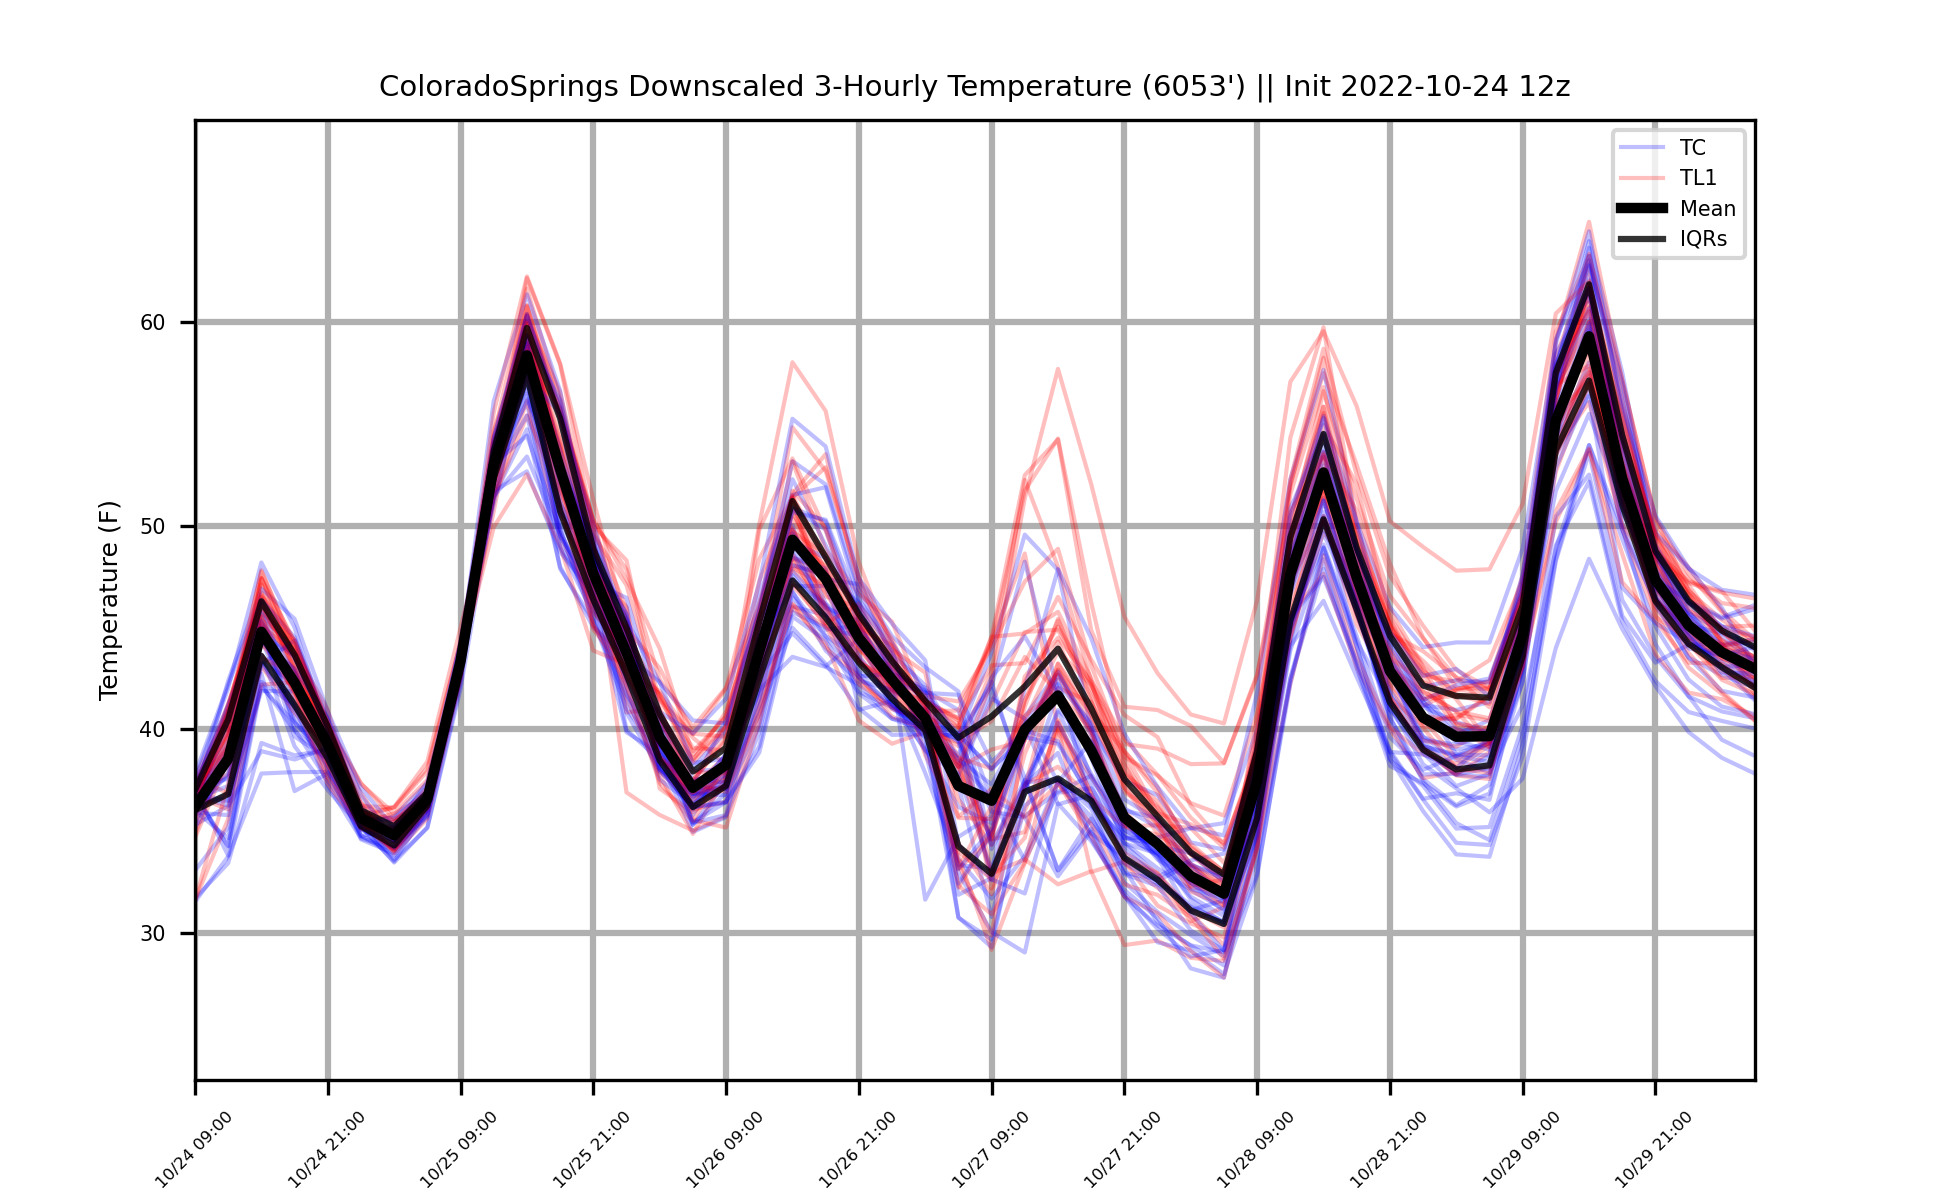 ColoradoSprings Downscaled 3-Hourly Temperature (6053') || Init 2022-10-24 12z
TC
TL1
Mean
IQRs
Temperature (F)
60
50
40
30
10/24 09:00
10/24 21:00
10/25 09:00
10/25 21:00
10/26 09:00
10/26 21:00
10/27 09:00
10/27 21:00
10/28 09:00
10/28 21:00
10/29 09:00
10/29 21:00